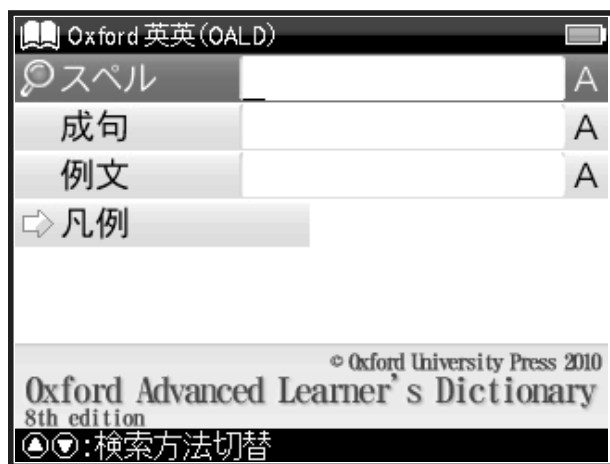 Oxford 英英(OALD)
スペル A
成句 A
例文 A
凡例
© Oxford University Press 2010
Oxford Advanced Learner's Dictionary
8th edition
:検索方法切替